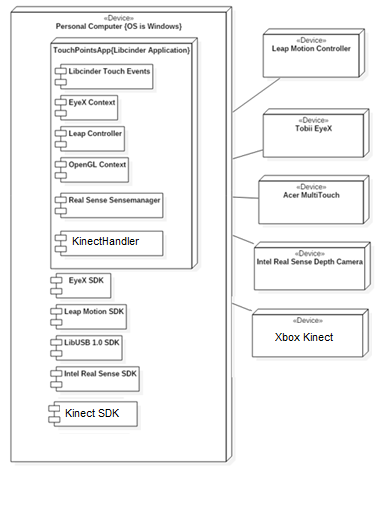 «Device»
Personal Computer {OS is Windows}
TouchPointsApp{Libcinder Application}
Libcinder Touch Events
EyeX Context
Leap Controller
OpenGL Context
Real Sense Sensemanager
KinectHandler
EyeX SDK
Leap Motion SDK
LibUSB 1.0 SDK
Intel Real Sense SDK
Kinect SDK
«Device»
Leap Motion Controller
«Device»
Tobii EyeX
«Device»
Acer MultiTouch
«Device»
Intel Real Sense Depth Camera
«Device»
Xbox Kinect